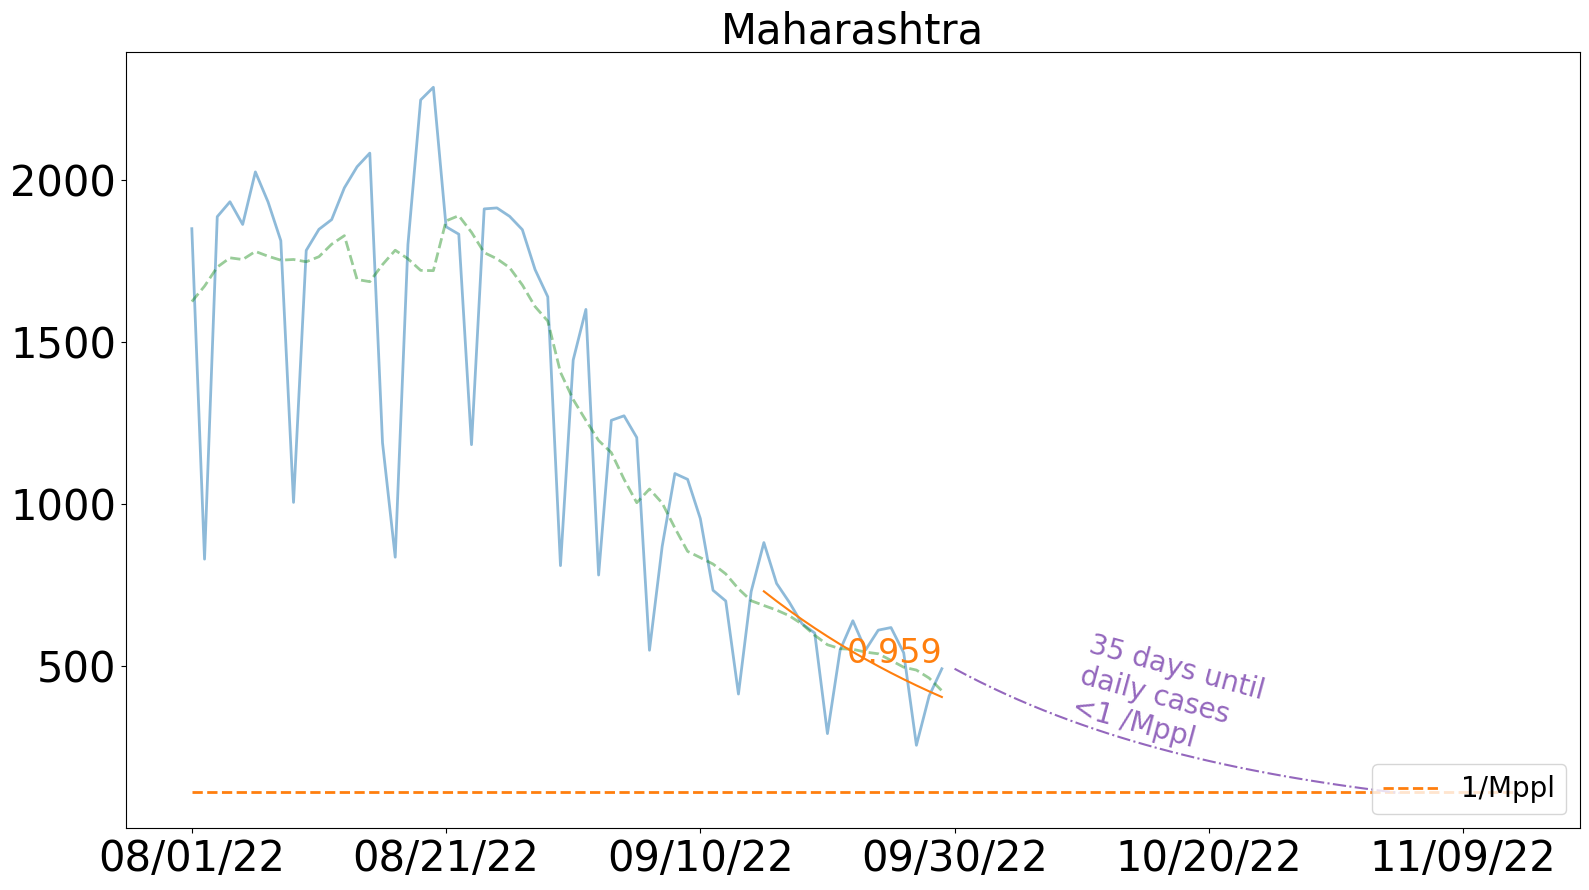 Maharashtra
2000
1500
1000
500
0.959
35 days until
daily cases
<1 /Mppl
1/Mppl
08/01/22
08/21/22
09/10/22
09/30/22
10/20/22
11/09/22